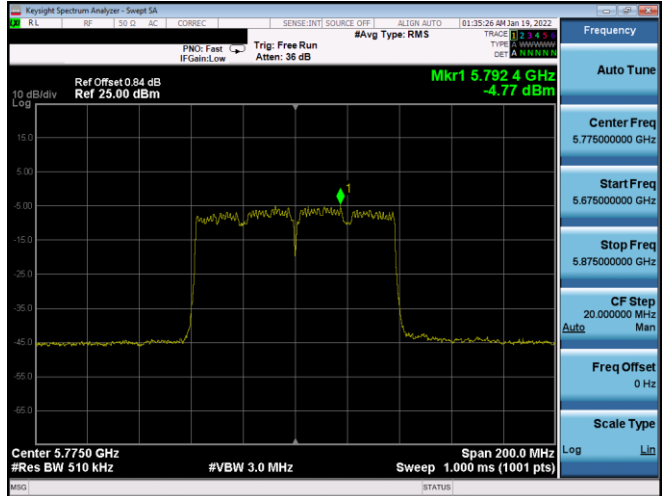 Keysight Spectrum Analyzer - Swept SA
RL RF 50 Ω AC CORREC SENSE:INT SOURCE OFF ALIGN AUTO 01:35:26 AM Jan 19, 2022
#Avg Type: RMS
TRACE 1 2 3 4 5 6
PNO: Fast Trig: Free Run TYPE A WWWWW
IFGain:Low Atten: 36 dB DET A N N N N N
Frequency
Mkr1 5.792 4 GHz
-4.77 dBm
Ref Offset 0.84 dB
10 dB/div Ref 25.00 dBm
Log
15.0
5.00
-5.00
-15.0
-25.0
-35.0
-45.0
-55.0
-65.0
1
Center 5.7750 GHz Span 200.0 MHz
#Res BW 510 kHz #VBW 3.0 MHz Sweep 1.000 ms (1001 pts)
MSG STATUS
Auto Tune
Center Freq
5.775000000 GHz
Start Freq
5.675000000 GHz
Stop Freq
5.875000000 GHz
CF Step
20.000000 MHz
Auto Man
Freq Offset
0 Hz
Scale Type
Log Lin